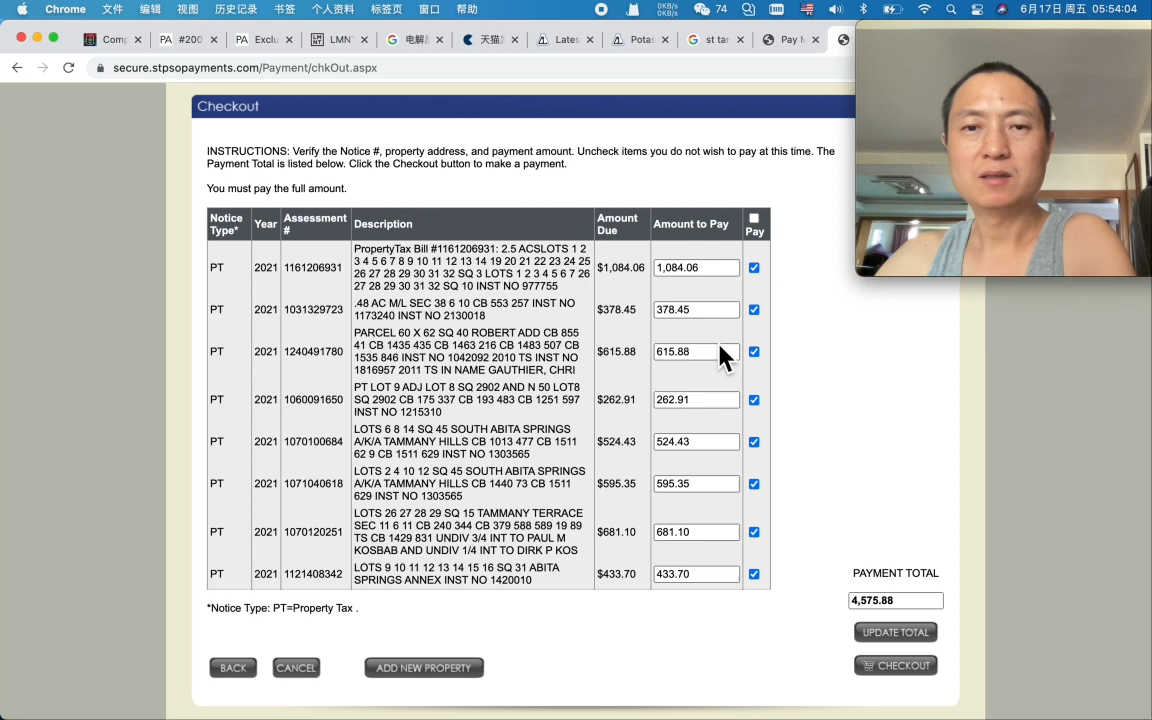 Chrome 文件 编辑 视图 历史记录 书签 个人资料 标签页 窗口 帮助 0KB/s 0KB/s 74 6月17日 周五 05:54:04
Comp PA #200 PA Exclu LMNT LMN G 电解 天猫 Lates Potas G st tar Pay M
secure.stpsopayments.com/Payment/chkOut.aspx
Checkout
INSTRUCTIONS: Verify the Notice #, property address, and payment amount. Uncheck items you do not wish to pay at this time. The
Payment Total is listed below. Click the Checkout button to make a payment.
You must pay the full amount.
Notice Type* Year Assessment # Description Amount Due Amount to Pay Pay
PT 2021 1161206931 PropertyTax Bill #1161206931: 2.5 ACSLOTS 1 2
3 4 5 6 7 8 9 10 11 12 13 14 19 20 21 22 23 24 25
26 27 28 29 30 31 32 SQ 3 LOTS 1 2 3 4 5 6 7 26
27 28 29 30 31 32 SQ 10 INST NO 977755 $1,084.06 1,084.06
PT 2021 1031329723 .48 AC M/L SEC 38 6 10 CB 553 257 INST NO
1173240 INST NO 2130018 $378.45 378.45
PT 2021 1240491780 PARCEL 60 X 62 SQ 40 ROBERT ADD CB 855
41 CB 1435 435 CB 1463 216 CB 1483 507 CB
1535 846 INST NO 1042092 2010 TS INST NO
1816957 2011 TS IN NAME GAUTHIER, CHRI $615.88 615.88
PT 2021 1060091650 PT LOT 9 ADJ LOT 8 SQ 2902 AND N 50 LOT8
SQ 2902 CB 175 337 CB 193 483 CB 1251 597
INST NO 1215310 $262.91 262.91
PT 2021 1070100684 LOTS 6 8 14 SQ 45 SOUTH ABITA SPRINGS
A/K/A TAMMANY HILLS CB 1013 477 CB 1511
62 9 CB 1511 629 INST NO 1303565 $524.43 524.43
PT 2021 1071040618 LOTS 2 4 10 12 SQ 45 SOUTH ABITA SPRINGS
A/K/A TAMMANY HILLS CB 1440 73 CB 1511
629 INST NO 1303565 $595.35 595.35
PT 2021 1070120251 LOTS 26 27 28 29 SQ 15 TAMMANY TERRACE
SEC 11 6 11 CB 240 344 CB 379 588 589 19 89
TS CB 1429 831 UNDIV 3/4 INT TO PAUL M
KOSBAB AND UNDIV 1/4 INT TO DIRK P KOS $681.10 681.10
PT 2021 1121408342 LOTS 9 10 11 12 13 14 15 16 SQ 31 ABITA
SPRINGS ANNEX INST NO 1420010 $433.70 433.70
PAYMENT TOTAL
4,575.88
*Notice Type: PT=Property Tax .
UPDATE TOTAL
BACK CANCEL ADD NEW PROPERTY CHECKOUT